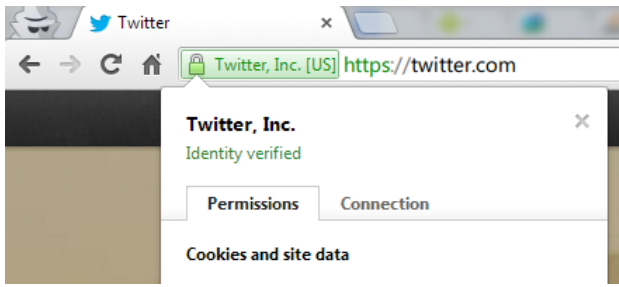 Twitter
Twitter, Inc. [US] https://twitter.com
Twitter, Inc.
Identity verified
Permissions Connection
Cookies and site data